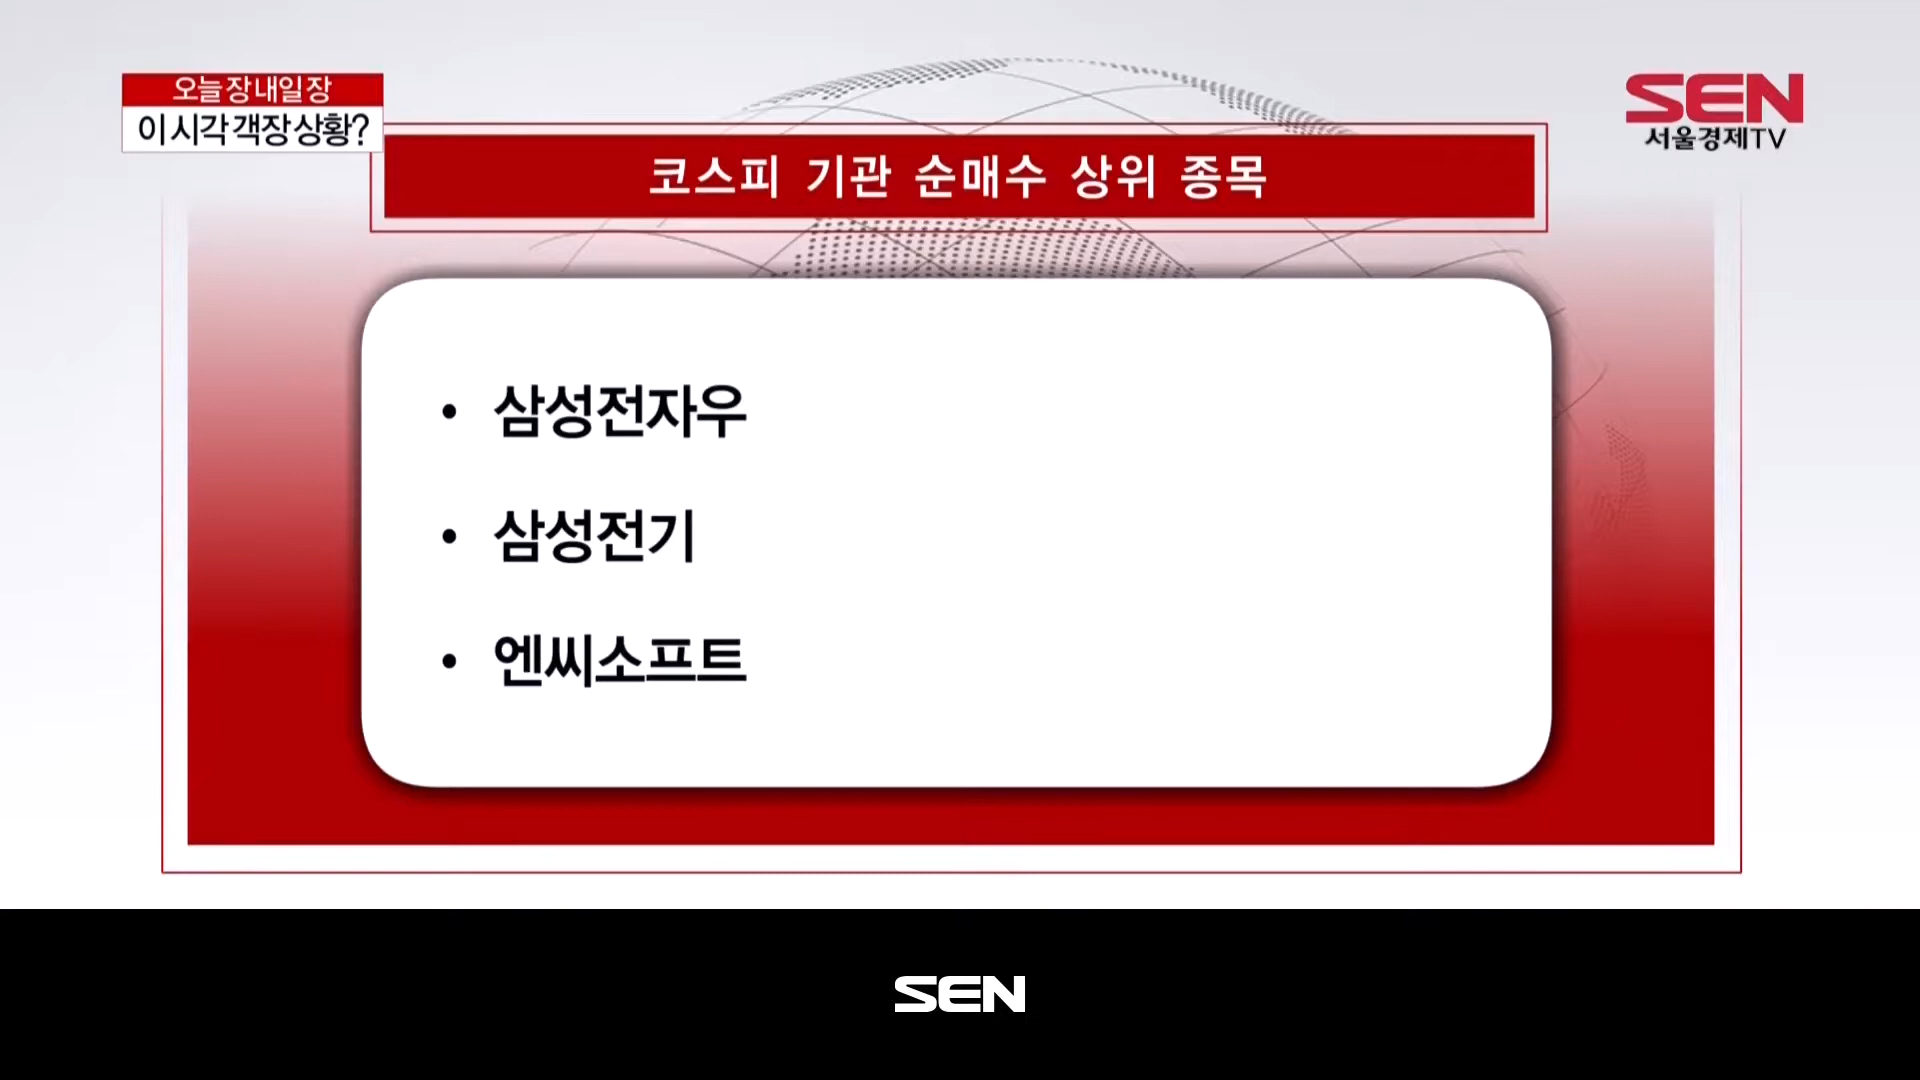 오늘장내일장
이 시각 객장 상황?
SEN
서울경제TV
코스피 기관 순매수 상위 종목
• 삼성전자우
• 삼성전기
• 엔씨소프트
SEN